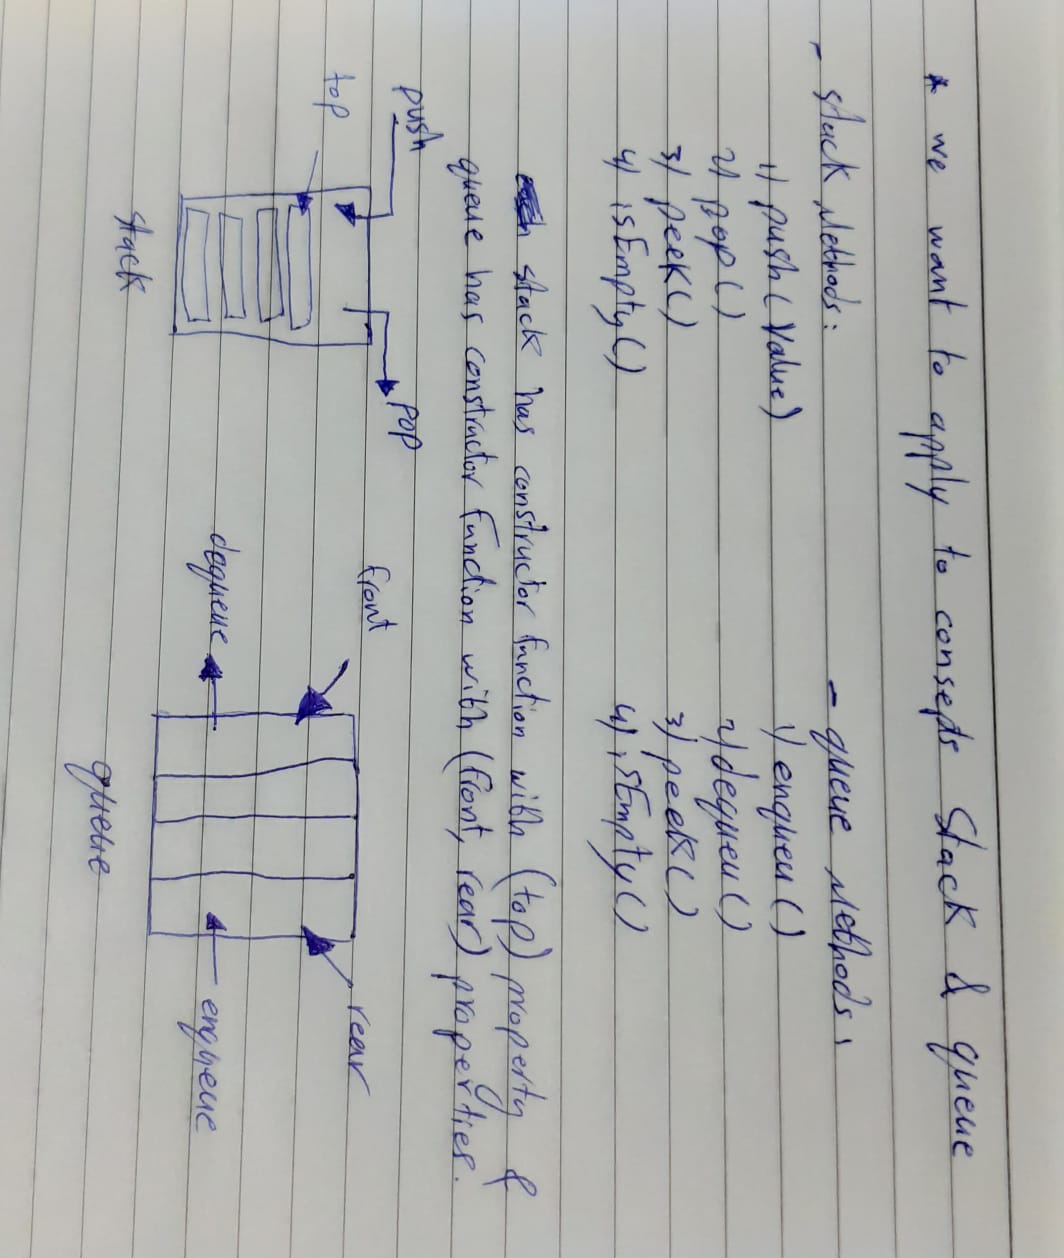 * we want to apply to consepts Stack & queue
- stack Methods:
1) push( value)
2) pop()
3) peek()
4) isEmpty()
- queue Methods:
1) enqueu()
2) dequeu()
3) peek()
4) isEmpty()
stack has constructor function with (top) property &
queue has constructor function with (front, rear) properties.
push
pop
top
stack
front
rear
dequeue
enqueue
queue